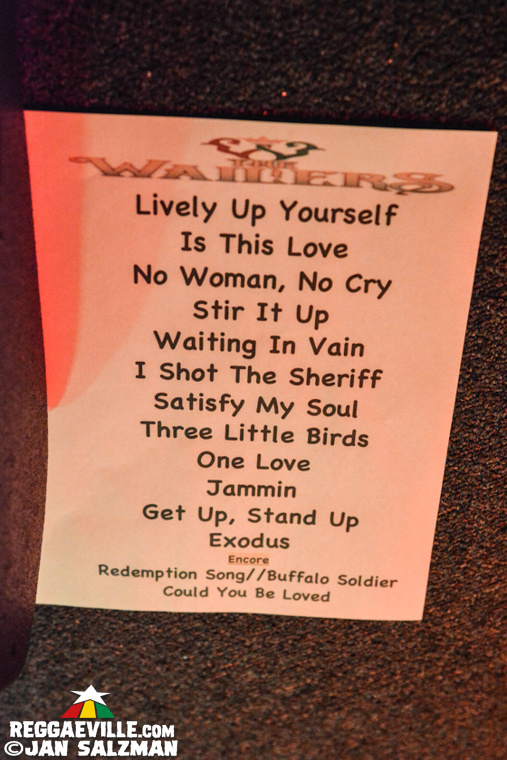 THE
WAILERS
Lively Up Yourself
Is This Love
No Woman, No Cry
Stir It Up
Waiting In Vain
I Shot The Sheriff
Satisfy My Soul
Three Little Birds
One Love
Jammin
Get Up, Stand Up
Exodus
Encore
Redemption Song//Buffalo Soldier
Could You Be Loved
REGGAEVILLE.COM
©JAN SALZMAN